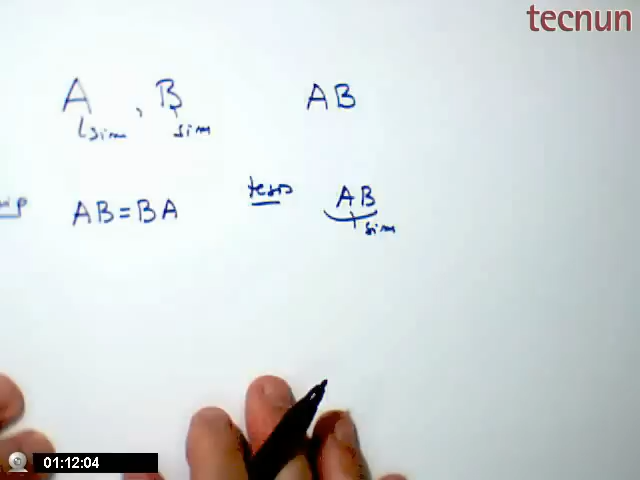 tecnun
A , B AB
sim sim
AB = BA tesis AB
sim
01:12:04